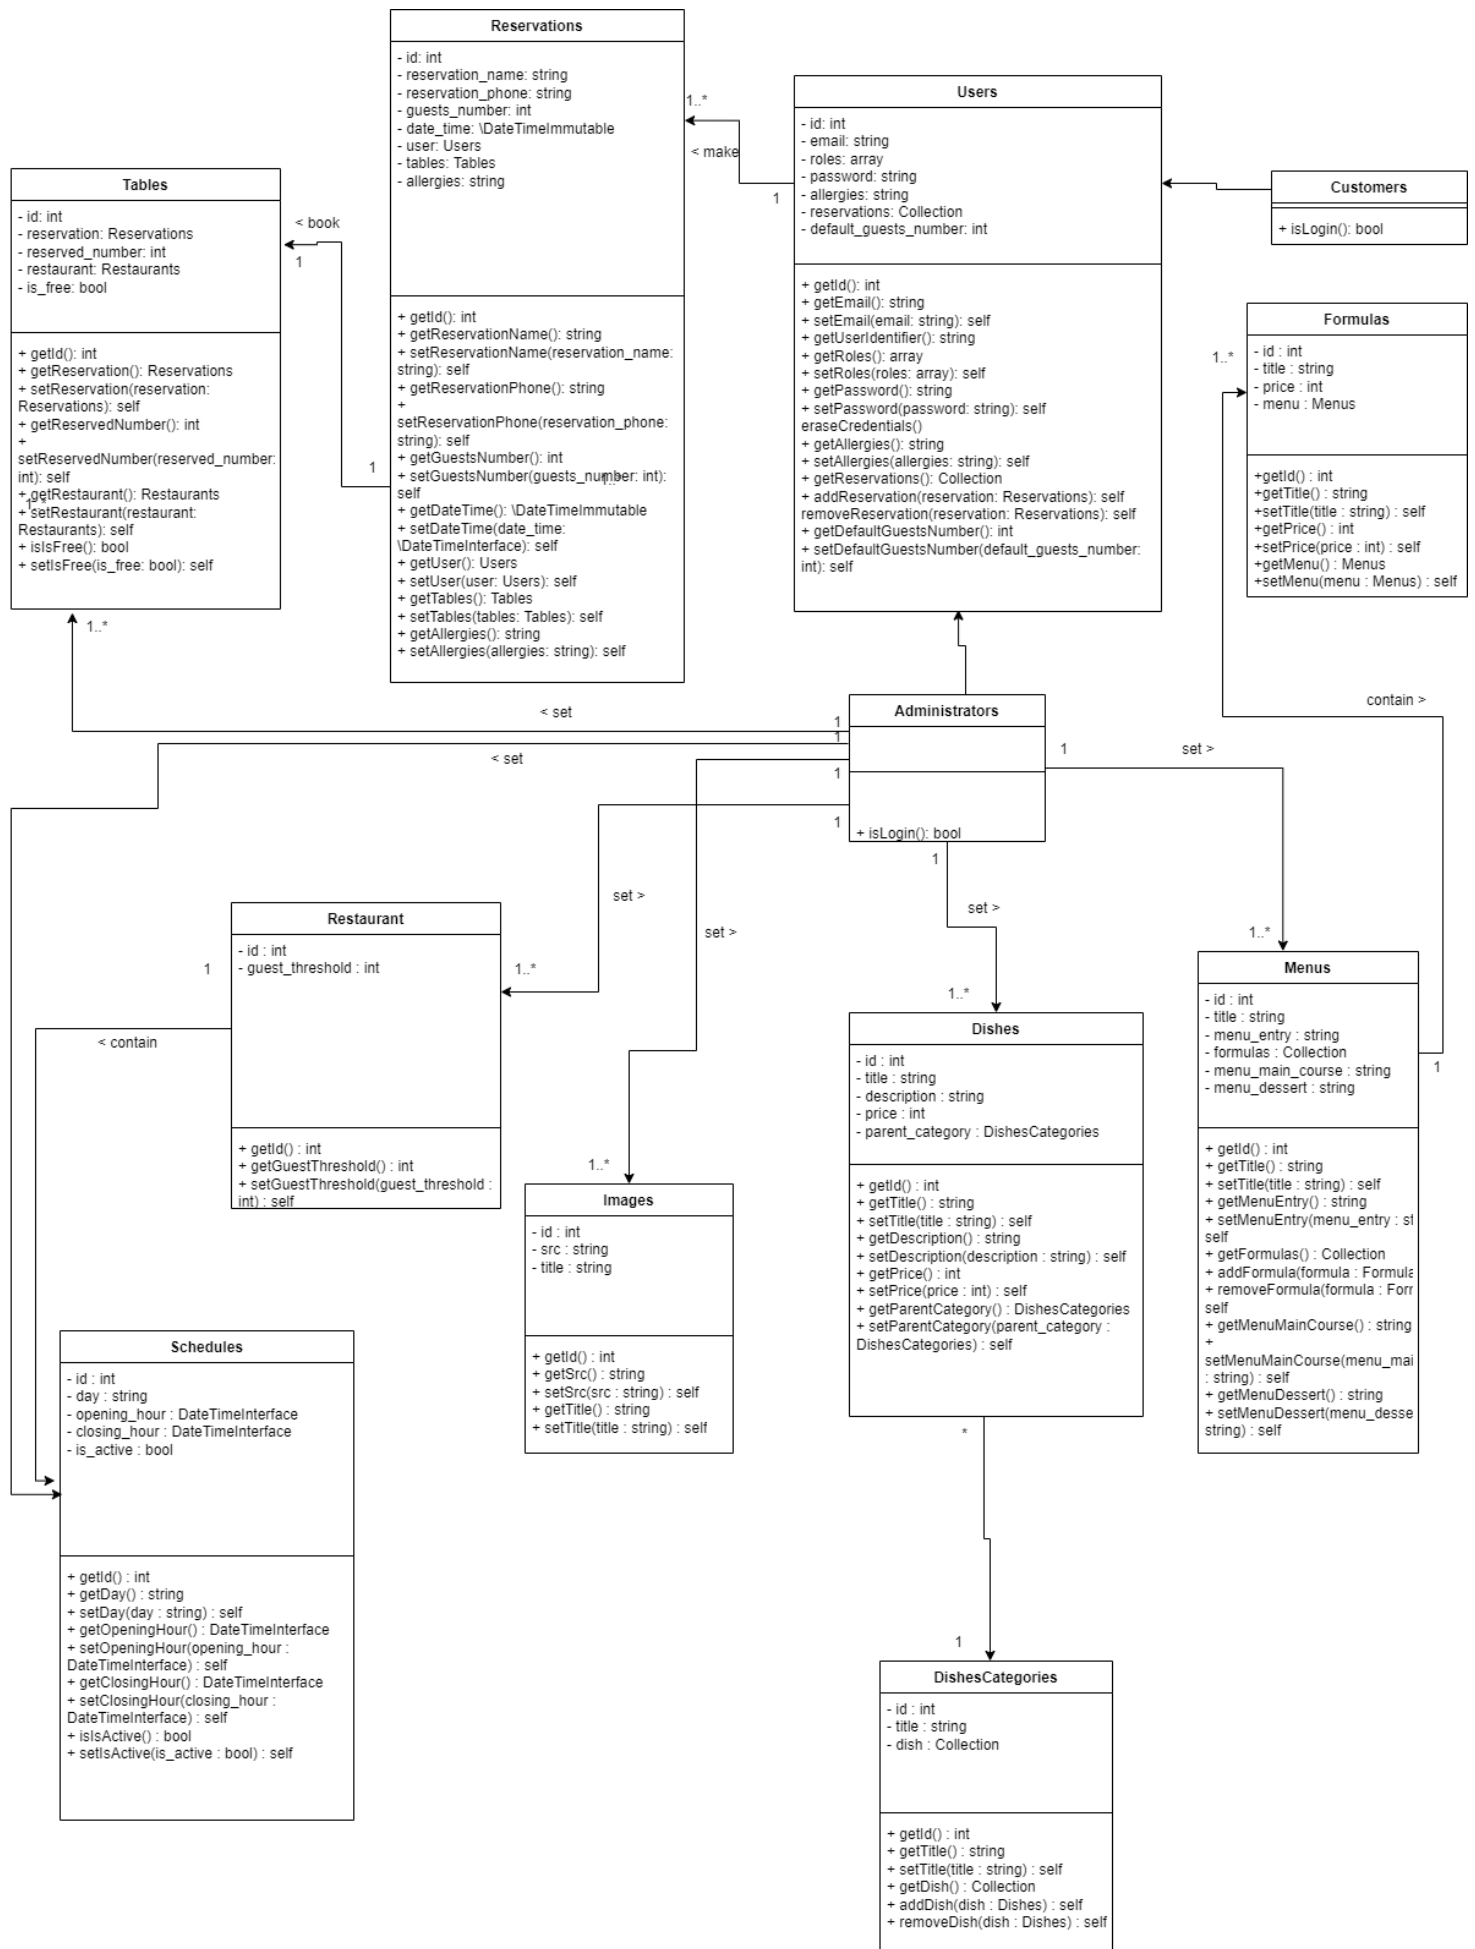 Reservations
- id: int
- reservation_name: string
- reservation_phone: string
- guests_number: int
- date_time: \DateTimeImmutable
- user: Users
- tables: Tables
- allergies: string
+ getId(): int
+ getReservationName(): string
+ setReservationName(reservation_name:
string): self
+ getReservationPhone(): string
+
setReservationPhone(reservation_phone:
string): self
+ getGuestsNumber(): int
+ setGuestsNumber(guests_number: int):
self
+ getDateTime(): \DateTimeImmutable
+ setDateTime(date_time:
\DateTimeInterface): self
+ getUser(): Users
+ setUser(user: Users): self
+ getTables(): Tables
+ setTables(tables: Tables): self
+ getAllergies(): string
+ setAllergies(allergies: string): self
1..*
< make
1
Users
- id: int
- email: string
- roles: array
- password: string
- allergies: string
- reservations: Collection
- default_guests_number: int
+ getId(): int
+ getEmail(): string
+ setEmail(email: string): self
+ getUserIdentifier(): string
+ getRoles(): array
+ setRoles(roles: array): self
+ getPassword(): string
+ setPassword(password: string): self
eraseCredentials()
+ getAllergies(): string
+ setAllergies(allergies: string): self
+ getReservations(): Collection
+ addReservation(reservation: Reservations): self
removeReservation(reservation: Reservations): self
+ getDefaultGuestsNumber(): int
+ setDefaultGuestsNumber(default_guests_number:
int): self
Customers
+ isLogin(): bool
Tables
- id: int
- reservation: Reservations
- reserved_number: int
- restaurant: Restaurants
- is_free: bool
+ getId(): int
+ getReservation(): Reservations
+ setReservation(reservation:
Reservations): self
+ getReservedNumber(): int
+
setReservedNumber(reserved_number:
int): self
+ getRestaurant(): Restaurants
1..*
+ setRestaurant(restaurant:
Restaurants): self
+ isIsFree(): bool
+ setIsFree(is_free: bool): self
< book
1
1
1..*
Formulas
- id : int
- title : string
- price : int
- menu : Menus
+getId() : int
+getTitle() : string
+setTitle(title : string) : self
+getPrice() : int
+setPrice(price : int) : self
+getMenu() : Menus
+setMenu(menu : Menus) : self
1..*
contain >
Administrators
+ isLogin(): bool
< set
1
1
< set
1
1
1
1
set >
1..*
set >
1..*
set >
1..*
set >
1..*
Restaurant
- id : int
- guest_threshold : int
+ getId() : int
+ getGuestThreshold() : int
+ setGuestThreshold(guest_threshold :
int) : self
1
< contain
Images
- id : int
- src : string
- title : string
+ getId() : int
+ getSrc() : string
+ setSrc(src : string) : self
+ getTitle() : string
+ setTitle(title : string) : self
Dishes
- id : int
- title : string
- description : string
- price : int
- parent_category : DishesCategories
+ getId() : int
+ getTitle() : string
+ setTitle(title : string) : self
+ getDescription() : string
+ setDescription(description : string) : self
+ getPrice() : int
+ setPrice(price : int) : self
+ getParentCategory() : DishesCategories
+ setParentCategory(parent_category :
DishesCategories) : self
*
1
Menus
- id : int
- title : string
- menu_entry : string
- formulas : Collection
- menu_main_course : string
- menu_dessert : string
1
+ getId() : int
+ getTitle() : string
+ setTitle(title : string) : self
+ getMenuEntry() : string
+ setMenuEntry(menu_entry : st
self
+ getFormulas() : Collection
+ addFormula(formula : Formula
+ removeFormula(formula : For
self
+ getMenuMainCourse() : string
+
setMenuMainCourse(menu_mai
: string) : self
+ getMenuDessert() : string
+ setMenuDessert(menu_desse
string) : self
Schedules
- id : int
- day : string
- opening_hour : DateTimeInterface
- closing_hour : DateTimeInterface
- is_active : bool
+ getId() : int
+ getDay() : string
+ setDay(day : string) : self
+ getOpeningHour() : DateTimeInterface
+ setOpeningHour(opening_hour :
DateTimeInterface) : self
+ getClosingHour() : DateTimeInterface
+ setClosingHour(closing_hour :
DateTimeInterface) : self
+ isIsActive() : bool
+ setIsActive(is_active : bool) : self
DishesCategories
- id : int
- title : string
- dish : Collection
+ getId() : int
+ getTitle() : string
+ setTitle(title : string) : self
+ getDish() : Collection
+ addDish(dish : Dishes) : self
+ removeDish(dish : Dishes) : self